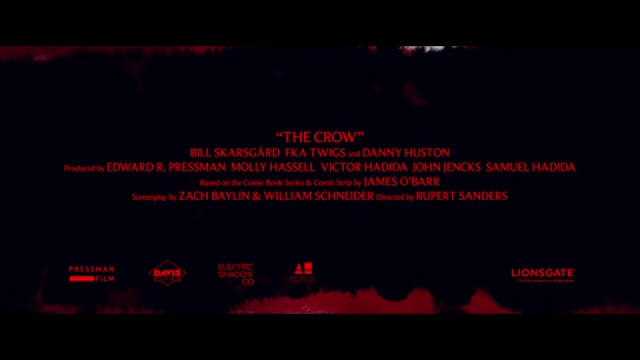 “THE CROW”
BILL SKARSGÅRD FKA TWIGS and DANNY HUSTON
Produced by EDWARD R. PRESSMAN MOLLY HASSELL VICTOR HADIDA JOHN JENCKS SAMUEL HADIDA
Based on the Comic Book Series & Comic Strip by JAMES O'BARR
Screenplay by ZACH BAYLIN & WILLIAM SCHNEIDER Directed by RUPERT SANDERS
PRESSMAN
FILM
DAVIS
ELECTRIC
SHADOW
CO
LIONSGATE